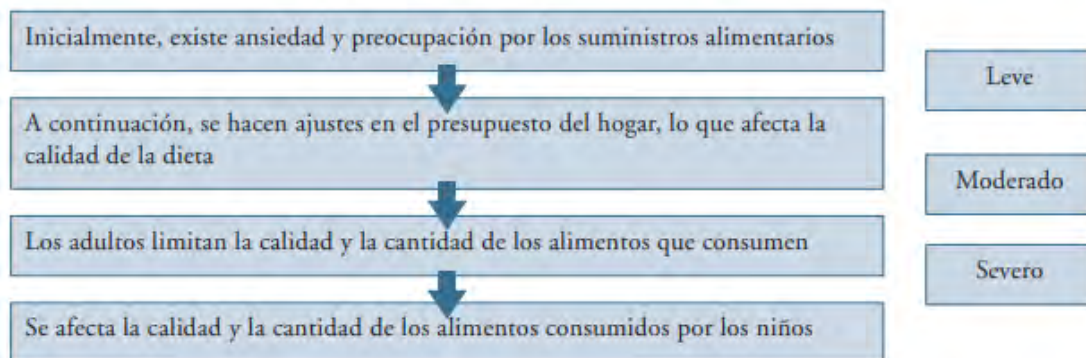 Inicialmente, existe ansiedad y preocupación por los suministros alimentarios
A continuación, se hacen ajustes en el presupuesto del hogar, lo que afecta la
calidad de la dieta
Los adultos limitan la calidad y la cantidad de los alimentos que consumen
Se afecta la calidad y la cantidad de los alimentos consumidos por los niños
Leve
Moderado
Severo